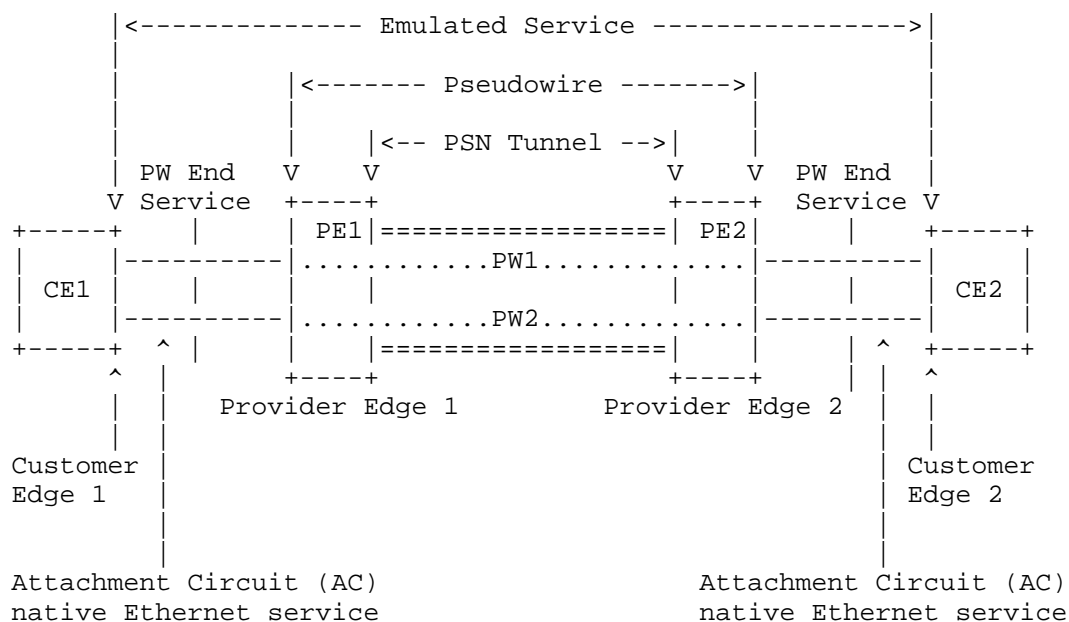 |<-------------- Emulated Service ---------------->|
|<------- Pseudowire ------->|
|<-- PSN Tunnel -->|
PW End V V V V PW End
V Service +----+ +----+ Service V
+-----+ | | PE1|==================| PE2| | +-----+
| |----------|............PW1.............|----------| |
| CE1 | | | | | | | CE2 |
| |----------|............PW2.............|----------| |
+-----+ ^ | | |==================| | | ^ +-----+
^ | +----+ +----+ | | ^
| | Provider Edge 1 Provider Edge 2 | | |
Customer | | Customer
Edge 1 | | Edge 2
Attachment Circuit (AC) Attachment Circuit (AC)
native Ethernet service native Ethernet service